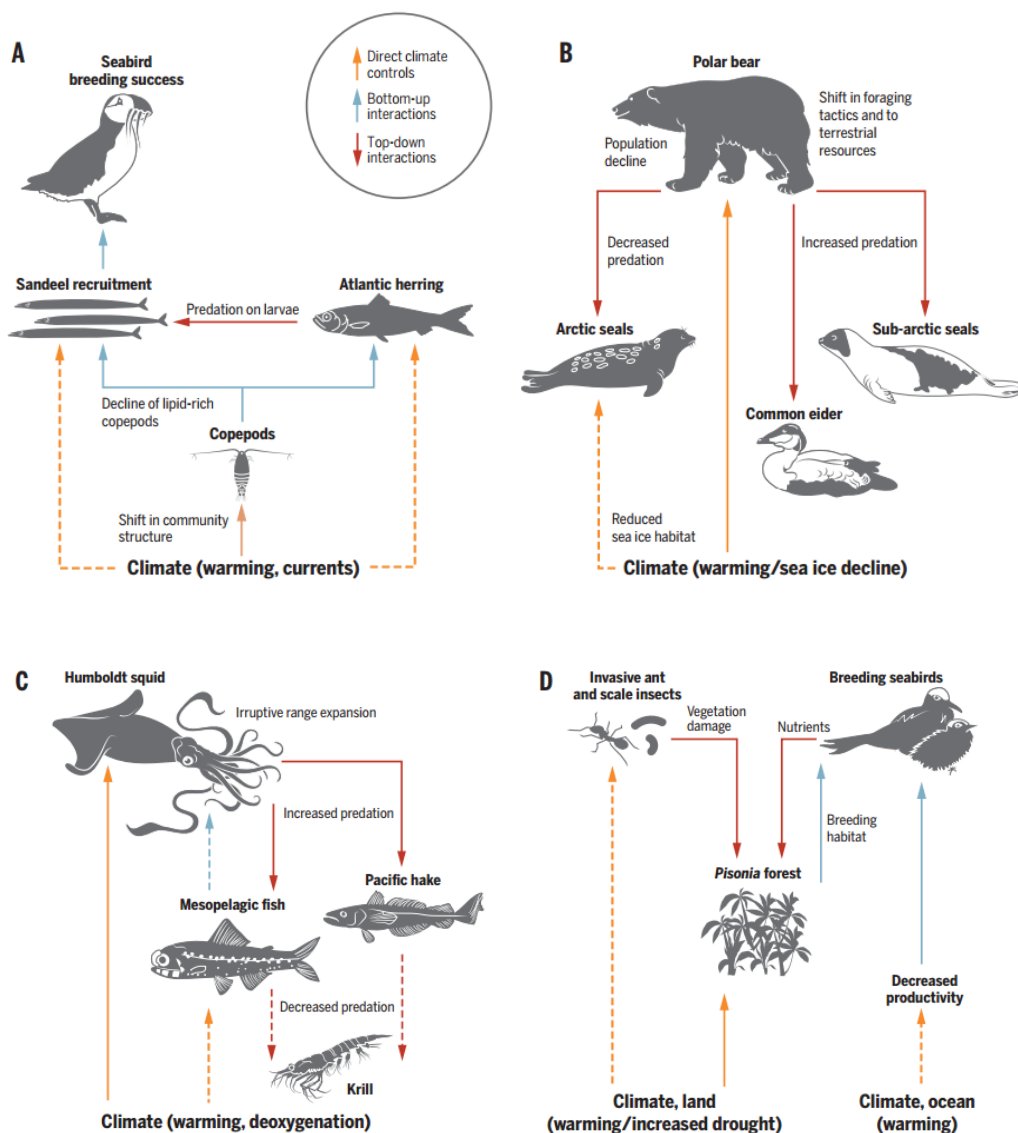 A
Seabird
breeding success
Direct climate
controls
Bottom-up
interactions
Top-down
interactions
Sandeel recruitment
Atlantic herring
Predation on larvae
Decline of lipid-rich
copepods
Copepods
Shift in community
structure
Climate (warming, currents)
B
Polar bear
Shift in foraging
tactics and to
terrestrial
resources
Population
decline
Decreased
predation
Increased predation
Arctic seals
Sub-arctic seals
Common eider
Reduced
sea ice habitat
Climate (warming/sea ice decline)
C
Humboldt squid
Irruptive range expansion
Increased predation
Pacific hake
Mesopelagic fish
Decreased predation
Krill
Climate (warming, deoxygenation)
D
Invasive ant
and scale insects
Breeding seabirds
Vegetation
damage
Nutrients
Breeding
habitat
Pisonia forest
Decreased
productivity
Climate, land
(warming/increased drought)
Climate, ocean
(warming)